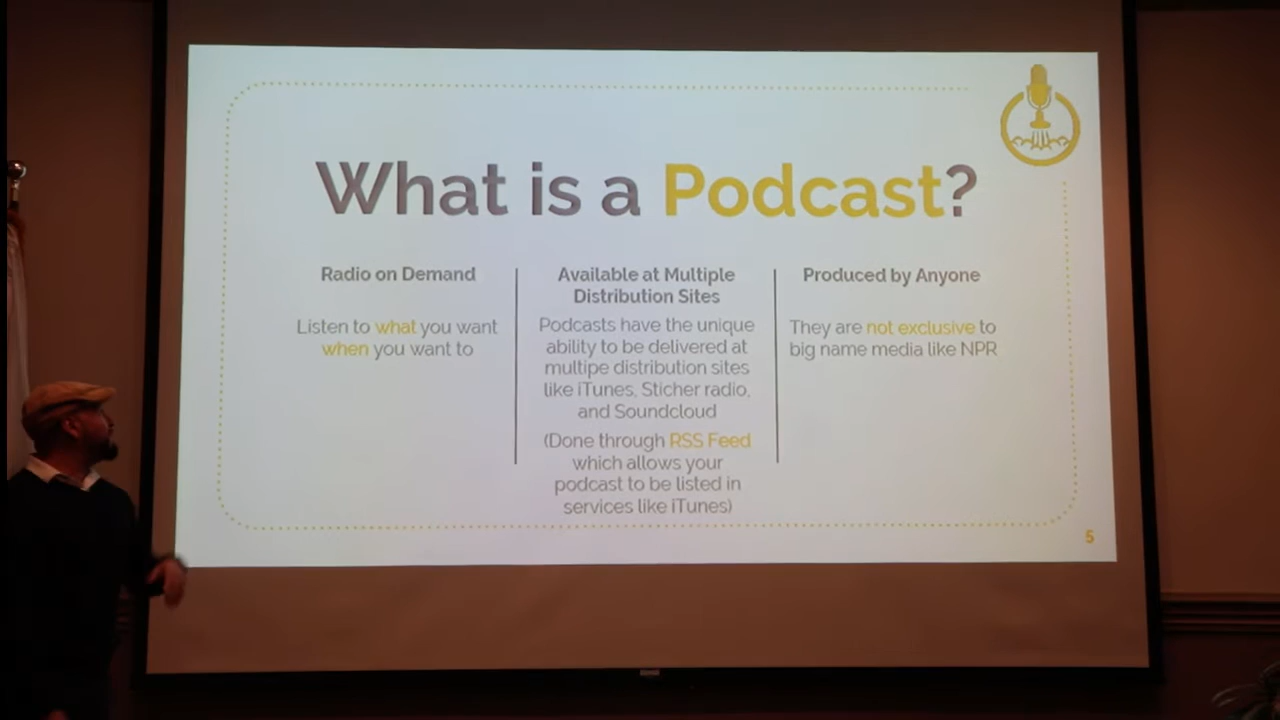 What is a Podcast?
Radio on Demand
Listen to what you want
when you want to
Available at Multiple
Distribution Sites
Podcasts have the unique
ability to be delivered at
multipe distribution sites
like iTunes, Sticher radio,
and Soundcloud
(Done through RSS Feed
which allows your
podcast to be listed in
services like iTunes)
Produced by Anyone
They are not exclusive to
big name media like NPR
5